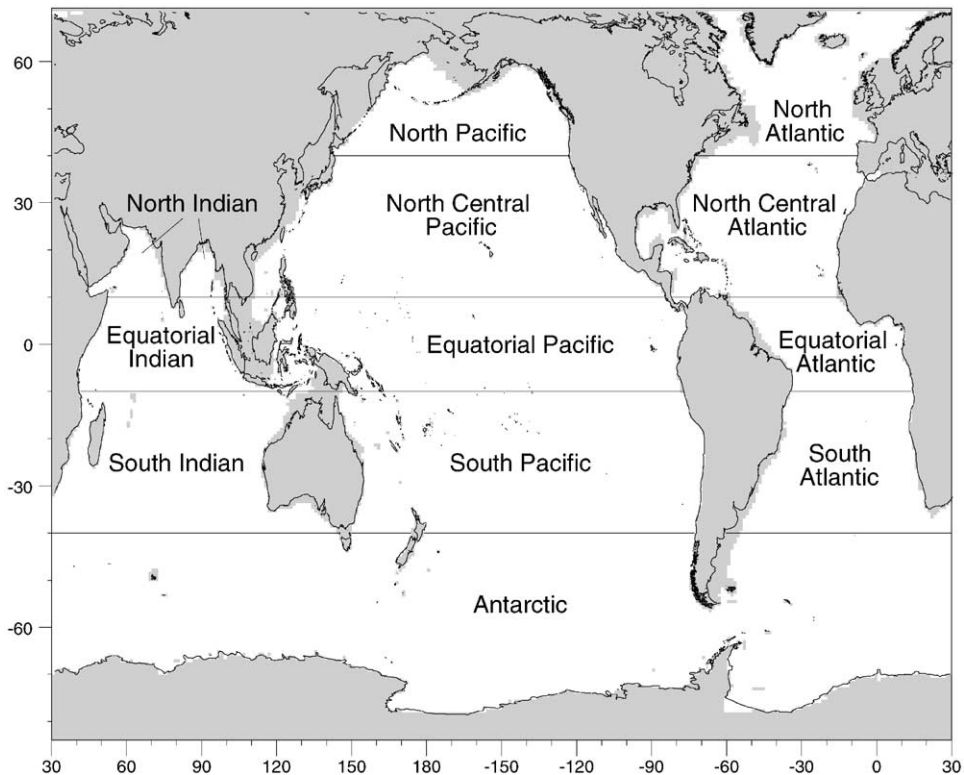 60
30
0
-30
-60
North Pacific
North
Atlantic
North Indian
North Central
Pacific
North Central
Atlantic
Equatorial
Indian
Equatorial Pacific
Equatorial
Atlantic
South Indian
South Pacific
South
Atlantic
Antarctic
30 60 90 120 150 180 -150 -120 -90 -60 -30 0 30